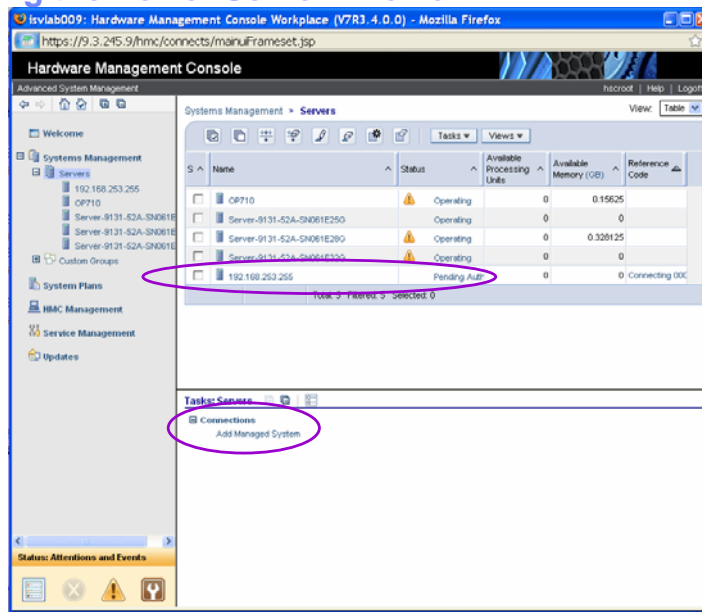 isvlab009: Hardware Management Console Workplace (V7R3.4.0.0) - Mozilla Firefox
https://9.3.245.9/hmc/connects/mainuiFrameset.jsp
Hardware Management Console
Advanced System Management
hscroot | Help | Logoff
Welcome
Systems Management
Servers
192.168.253.255
OP710
Server-9131-52A-SN061E
Server-9131-52A-SN061E
Server-9131-52A-SN061E
Custom Groups
System Plans
HMC Management
Service Management
Updates
Status: Attentions and Events
Systems Management > Servers
View: Table
Tasks Views
S Name Status Available Processing Units Available Memory (GB) Reference Code
OP710 Operating 0 0.15625
Server-9131-52A-SN061E25G Operating 0 0
Server-9131-52A-SN061E28G Operating 0 0.328125
Operating 0 0
192.168.253.255 Pending Auth 0 0 Connecting 000
Total: 5 Filtered: 5 Selected: 0
Tasks: Servers
Connections
Add Managed System